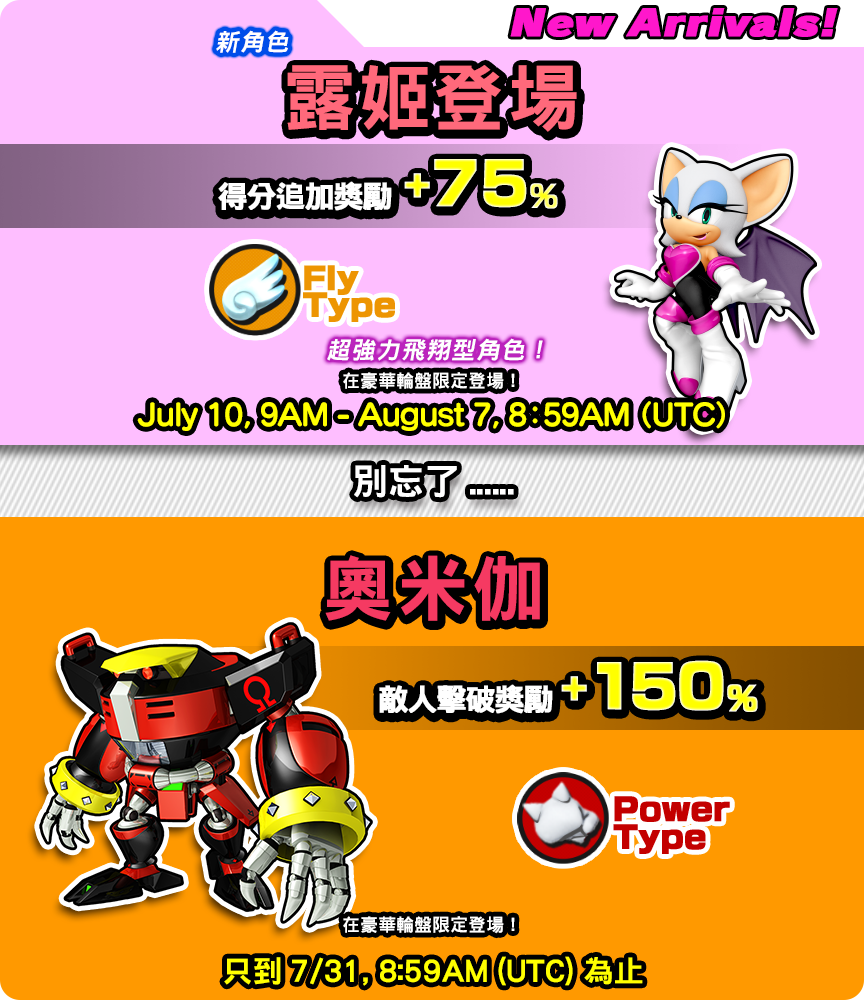 New Arrivals!
新角色
露姬登場
得分追加獎勵 +75%
Fly
Type
超強力飛翔型角色！
在豪華輪盤限定登場！
July 10, 9AM - August 7, 8:59AM (UTC)
別忘了 ......
奧米伽
敵人擊破獎勵 +150%
Power
Type
在豪華輪盤限定登場！
只到 7/31, 8:59AM (UTC) 為止